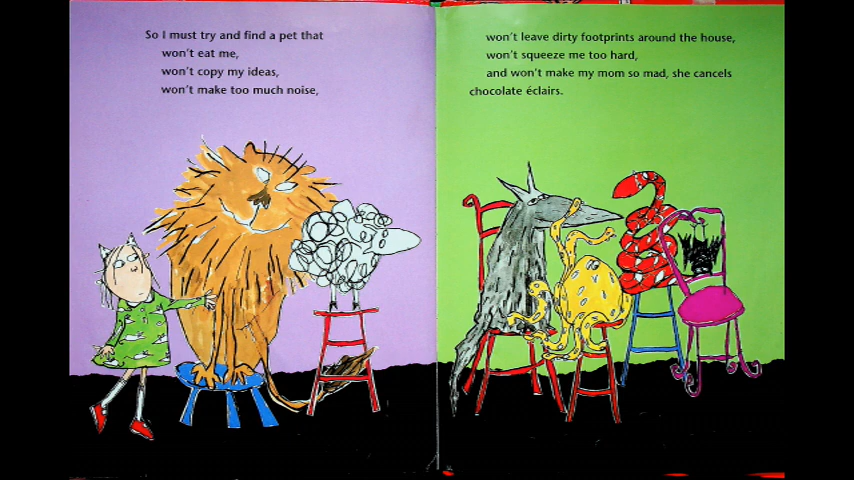 So I must try and find a pet that
won't eat me,
won't copy my ideas,
won't make too much noise,
won't leave dirty footprints around the house,
won't squeeze me too hard,
and won't make my mom so mad, she cancels
chocolate éclairs.